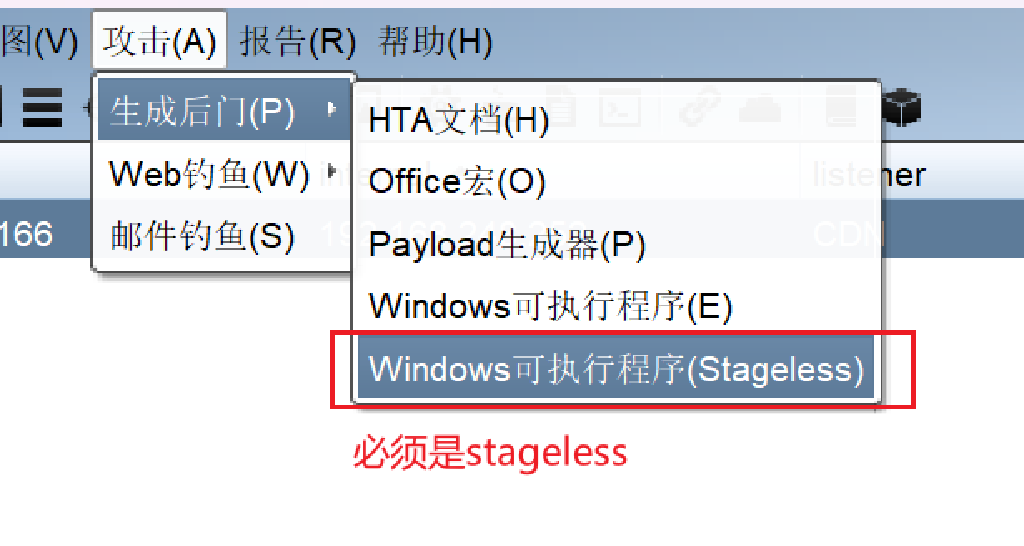 图(V) 攻击(A) 报告(R) 帮助(H)
生成后门(P)
HTA文档(H)
Web钓鱼(W)
Office宏(O)
listener
166
邮件钓鱼(S)
Payload生成器(P)
CDN
Windows可执行程序(E)
Windows可执行程序(Stageless)
必须是stageless